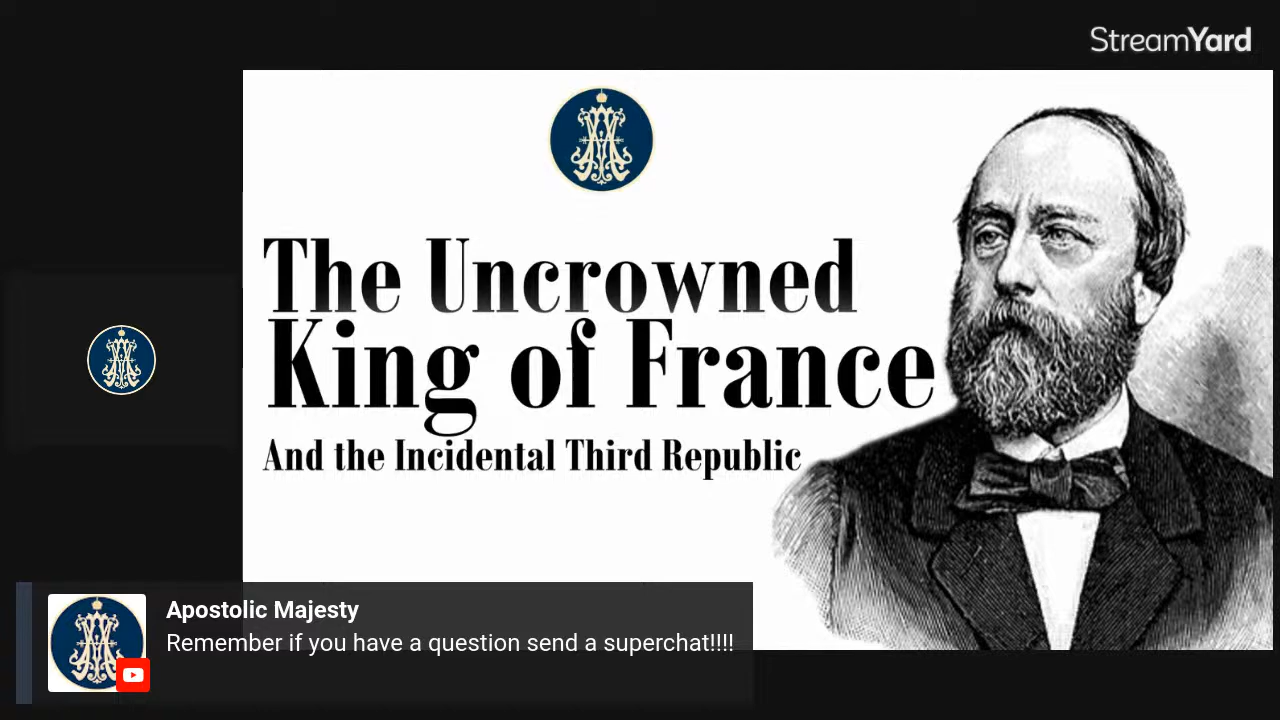 StreamYard
The Uncrowned
King of France
And the Incidental Third Republic
Apostolic Majesty
Remember if you have a question send a superchat!!!!